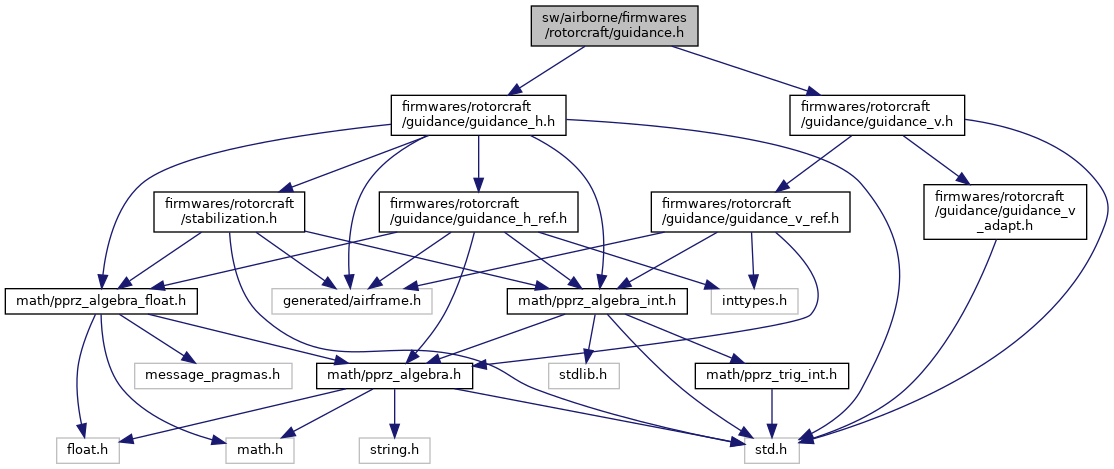 sw/airborne/firmwares
/rotorcraft/guidance.h
firmwares/rotorcraft
/guidance/guidance_h.h
firmwares/rotorcraft
/guidance/guidance_v.h
firmwares/rotorcraft
/stabilization.h
firmwares/rotorcraft
/guidance/guidance_h_ref.h
firmwares/rotorcraft
/guidance/guidance_v_ref.h
firmwares/rotorcraft
/guidance/guidance_v
_adapt.h
math/pprz_algebra_float.h
generated/airframe.h
math/pprz_algebra_int.h
inttypes.h
message_pragmas.h
math/pprz_algebra.h
stdlib.h
math/pprz_trig_int.h
float.h
math.h
string.h
std.h